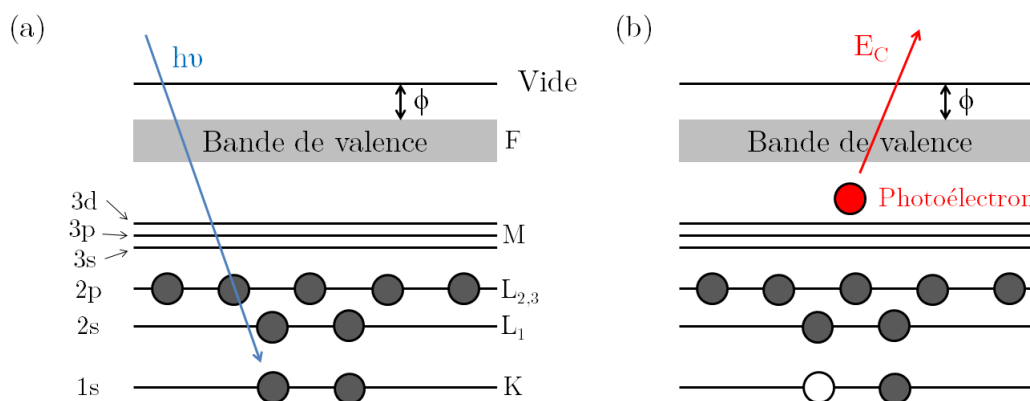 (a)
hυ
Vide
ϕ
Bande de valence
F
3d
3p
3s
M
2p
L2,3
2s
L1
1s
K
(b)
EC
ϕ
Bande de valence
Photoélectron